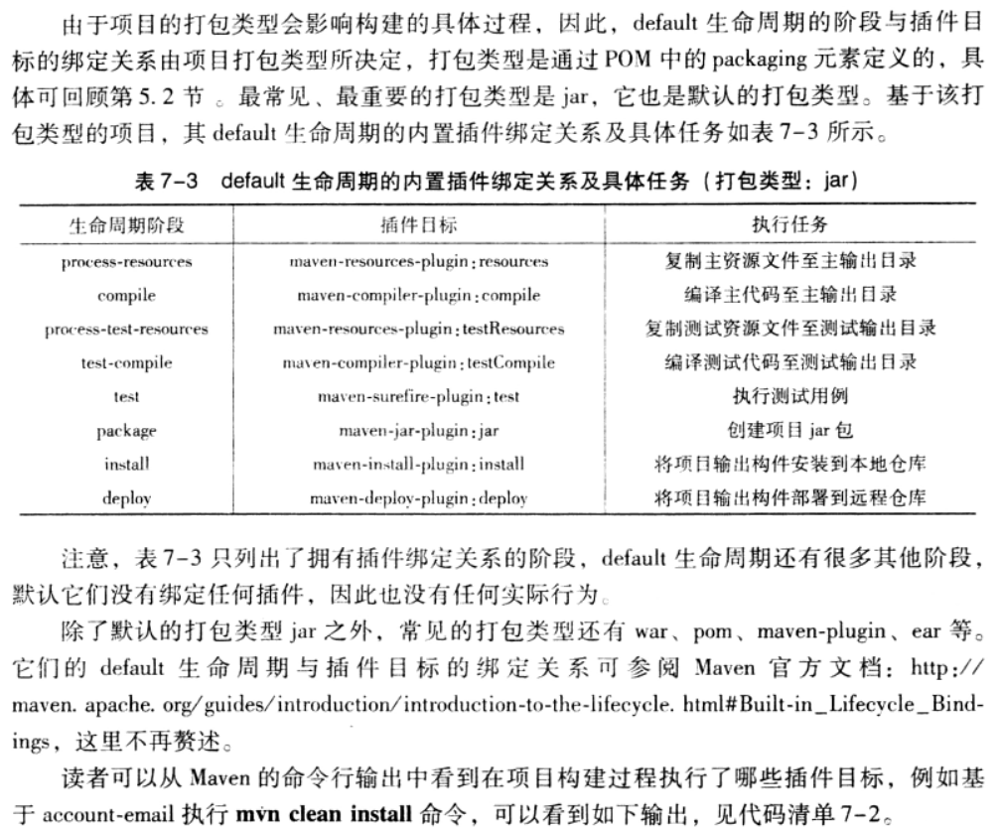 由于项目的打包类型会影响构建的具体过程，因此，default 生命周期的阶段与插件目
标的绑定关系由项目打包类型所决定，打包类型是通过 POM 中的 packaging 元素定义的，具
体可回顾第 5.2 节 。最常见、最重要的打包类型是 jar，它也是默认的打包类型。基于该打
包类型的项目，其 default 生命周期的内置插件绑定关系及具体任务如表 7-3 所示。
表 7-3 default 生命周期的内置插件绑定关系及具体任务（打包类型：jar）
生命周期阶段 插件目标 执行任务
process-resources maven-resources-plugin:resources 复制主资源文件至主输出目录
compile maven-compiler-plugin:compile 编译主代码至主输出目录
process-test-resources maven-resources-plugin:testResources 复制测试资源文件至测试输出目录
test-compile maven-compiler-plugin:testCompile 编译测试代码至测试输出目录
test maven-surefire-plugin:test 执行测试用例
package maven-jar-plugin:jar 创建项目 jar 包
install maven-install-plugin:install 将项目输出构件安装到本地仓库
deploy maven-deploy-plugin:deploy 将项目输出构件部署到远程仓库
注意，表 7-3 只列出了拥有插件绑定关系的阶段，default 生命周期还有很多其他阶段，
默认它们没有绑定任何插件，因此也没有任何实际行为。
除了默认的打包类型 jar 之外，常见的打包类型还有 war、pom、maven-plugin、ear 等。
它们的 default 生命周期与插件目标的绑定关系可参阅 Maven 官方文档：http://
maven. apache. org/guides/introduction/introduction-to-the-lifecycle. html#Built-in_Lifecycle_Bind-
ings，这里不再赘述。
读者可以从 Maven 的命令行输出中看到在项目构建过程执行了哪些插件目标，例如基
于 account-email 执行 mvn clean install 命令，可以看到如下输出，见代码清单 7-2。